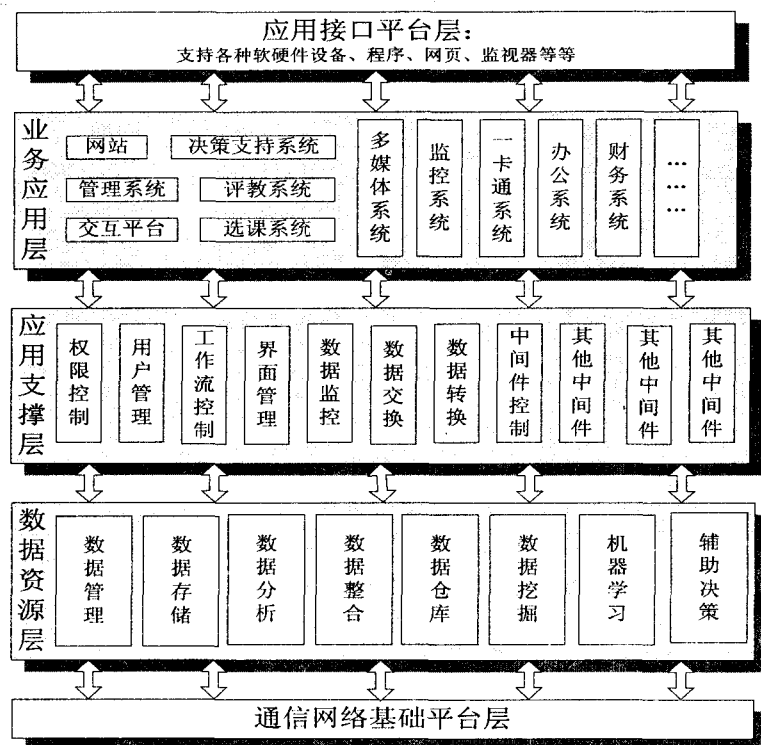 应用接口平台层：
支持各种软硬件设备、程序、网页、监视器等等
业务应用层
网站
决策支持系统
管理系统
评教系统
交互平台
选课系统
多媒体系统
监控系统
一卡通系统
办公系统
财务系统
………
应用支撑层
权限控制
用户管理
工作流控制
界面管理
数据监控
数据交换
数据转换
中间件控制
其他中间件
其他中间件
其他中间件
数据资源层
数据管理
数据存储
数据分析
数据整合
数据仓库
数据挖掘
机器学习
辅助决策
通信网络基础平台层